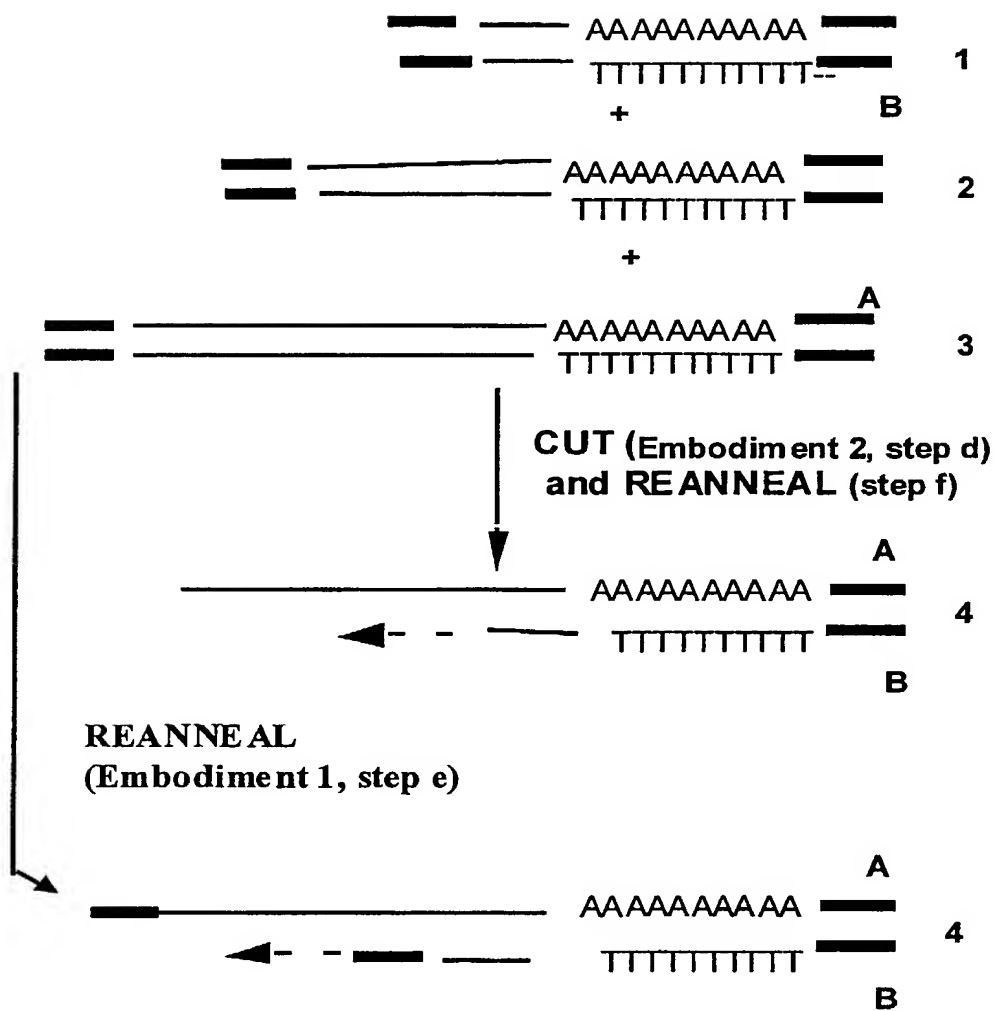 AAAAAAAAAA
TTTTTTTTTTT-- 1
+ B
AAAAAAAAAA
TTTTTTTTTTT 2
+
A
AAAAAAAAAA
TTTTTTTTTTT 3
CUT (Embodiment 2, step d)
and REANNEAL (step f)
A
AAAAAAAAAA
TTTTTTTTTT 4
B
REANNEAL
(Embodiment 1, step e)
A
AAAAAAAAAA
TTTTTTTTTT 4
B